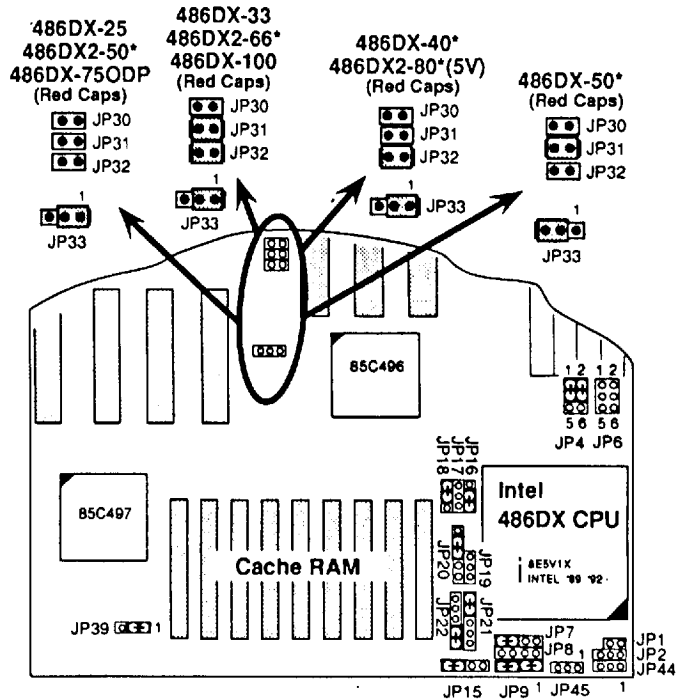 486DX-25
486DX2-50*
486DX-75ODP
(Red Caps)
JP30
JP31
JP32
1
JP33
486DX-33
486DX2-66*
486DX-100
(Red Caps)
JP30
JP31
JP32
1
JP33
486DX-40*
486DX2-80*(5V)
(Red Caps)
JP30
JP31
JP32
1
JP33
486DX-50*
(Red Caps)
JP30
JP31
JP32
1
JP33
85C496
1 2 1 2
5 6 5 6
JP4 JP6
JP18
JP17
JP16
Intel
486DX CPU
i 8E5V1X
INTEL '89 '92
85C497
Cache RAM
JP20
JP19
JP22
JP21
JP39 1
JP7
JP8
1
JP1
JP2
JP44
JP15 JP9 1 JP45 1